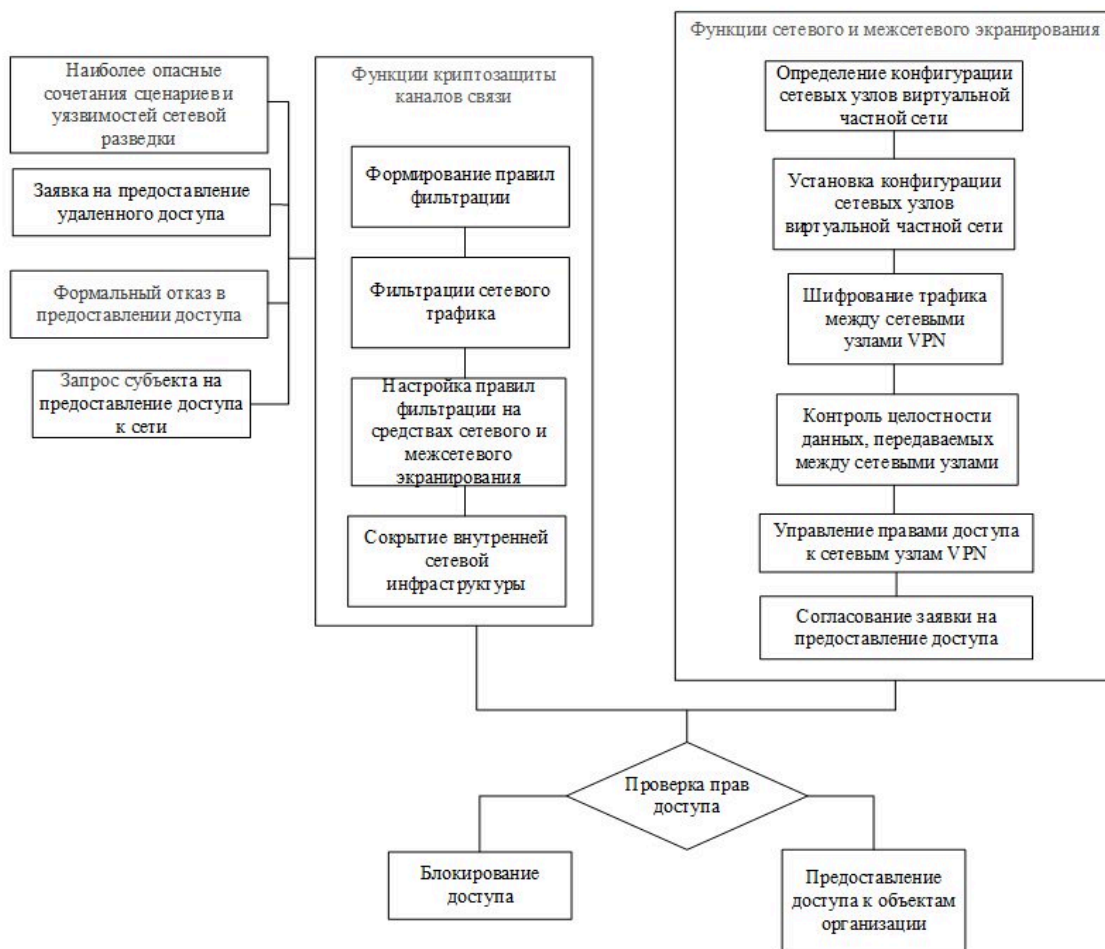 Наиболее опасные
сочетания сценариев и
уязвимостей сетевой
разведки
Заявка на предоставление
удаленного доступа
Формальный отказ в
предоставлении доступа
Запрос субъекта на
предоставление доступа
к сети
Функции криптозащиты
каналов связи
Формирование правил
фильтрации
Фильтрации сетевого
трафика
Настройка правил
фильтрации на
средствах сетевого и
межсетевого
экранирования
Сокрытие внутренней
сетевой
инфраструктуры
Функции сетевого и межсетевого экранирования
Определение конфигурации
сетевых узлов виртуальной
частной сети
Установка конфигурации
сетевых узлов
виртуальной частной сети
Шифрование трафика
между сетевыми
узлами VPN
Контроль целостности
данных, передаваемых
между сетевыми узлами
Управление правами доступа
к сетевым узлам VPN
Согласование заявки на
предоставление доступа
Проверка прав
доступа
Блокирование
доступа
Предоставление
доступа к объектам
организации